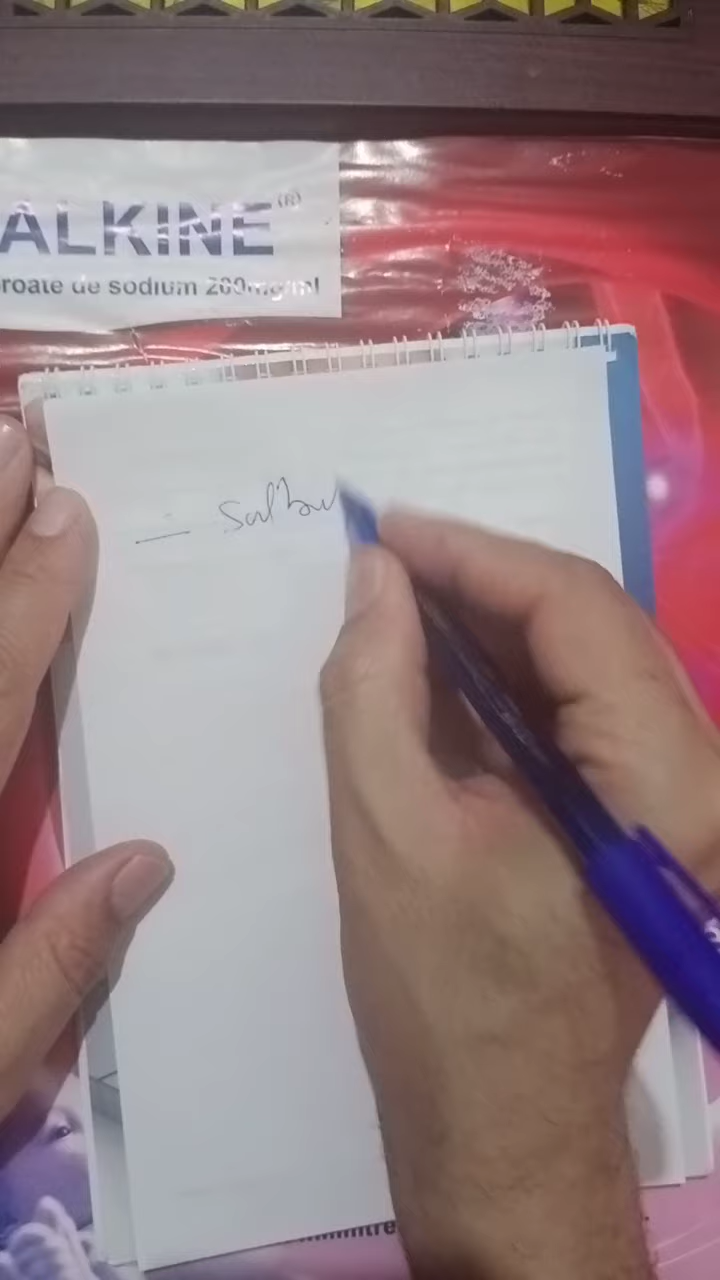 ALKINE (R)
roate de sodium 200mg/ml
— Salbu